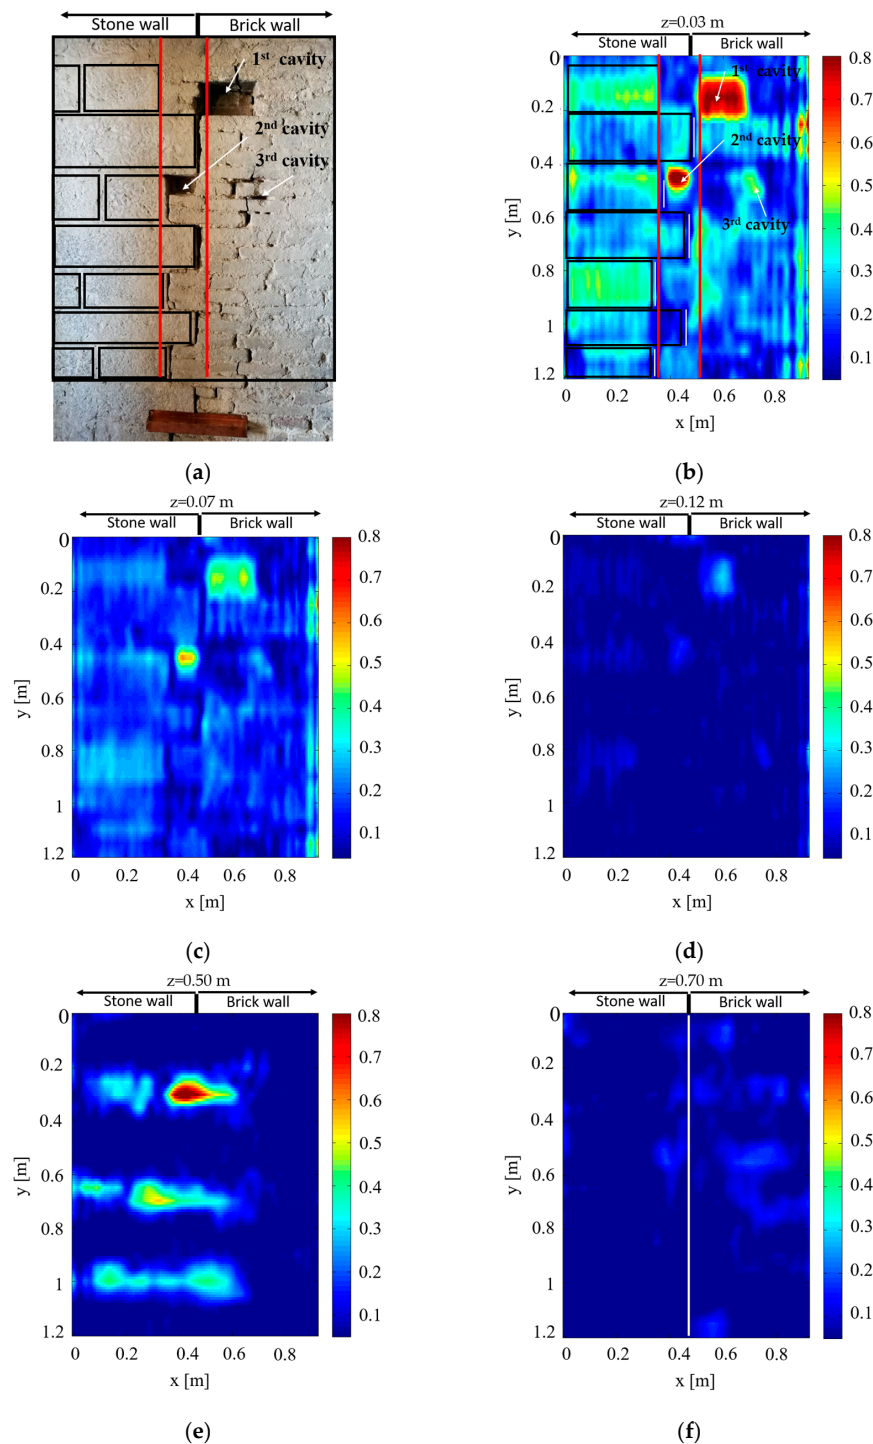 Stone wall Brick wall
1st cavity
2nd cavity
3rd cavity
(a)
z=0.03 m
Stone wall Brick wall
1st cavity
2nd cavity
3rd cavity
0
0.2
0.4
0.6
0.8
1
1.2
y [m]
0 0.2 0.4 0.6 0.8
x [m]
0.8
0.7
0.6
0.5
0.4
0.3
0.2
0.1
(b)
z=0.07 m
Stone wall Brick wall
0
0.2
0.4
0.6
0.8
1
1.2
y [m]
0 0.2 0.4 0.6 0.8
x [m]
0.8
0.7
0.6
0.5
0.4
0.3
0.2
0.1
(c)
z=0.12 m
Stone wall Brick wall
0
0.2
0.4
0.6
0.8
1
1.2
y [m]
0 0.2 0.4 0.6 0.8
x [m]
0.8
0.7
0.6
0.5
0.4
0.3
0.2
0.1
(d)
z=0.50 m
Stone wall Brick wall
0
0.2
0.4
0.6
0.8
1
1.2
y [m]
0 0.2 0.4 0.6 0.8
x [m]
0.8
0.7
0.6
0.5
0.4
0.3
0.2
0.1
(e)
z=0.70 m
Stone wall Brick wall
0
0.2
0.4
0.6
0.8
1
1.2
y [m]
0 0.2 0.4 0.6 0.8
x [m]
0.8
0.7
0.6
0.5
0.4
0.3
0.2
0.1
(f)